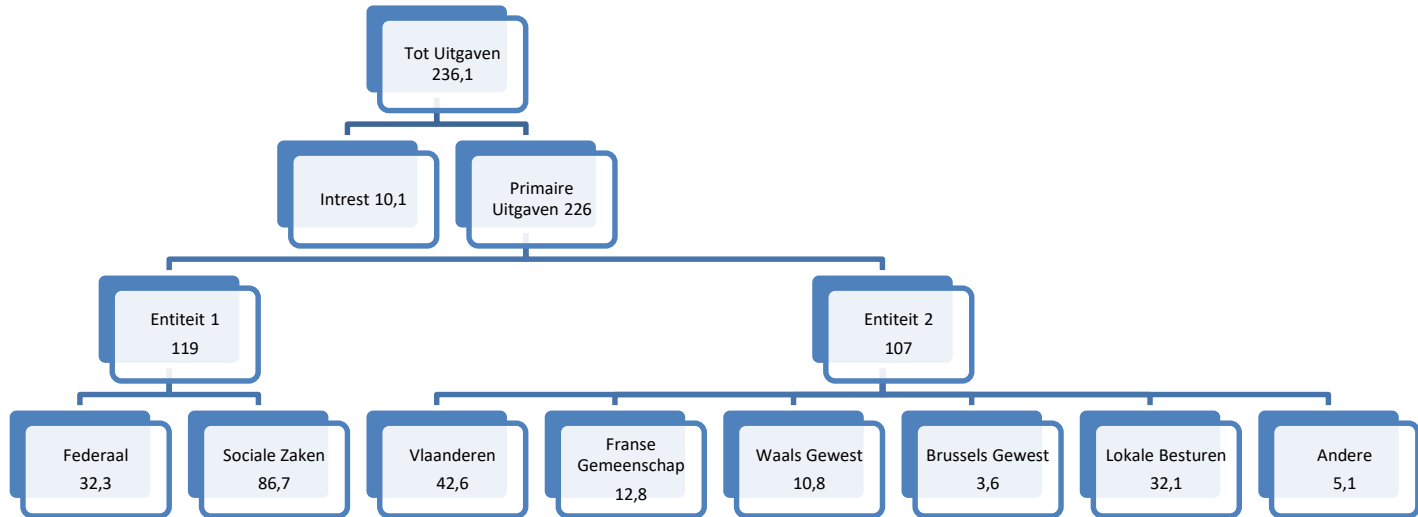 Tot Uitgaven
236,1
Intrest 10,1
Primaire
Uitgaven 226
Entiteit 1
119
Entiteit 2
107
Federaal
32,3
Sociale Zaken
86,7
Vlaanderen
42,6
Franse
Gemeenschap
12,8
Waals Gewest
10,8
Brussels Gewest
3,6
Lokale Besturen
32,1
Andere
5,1